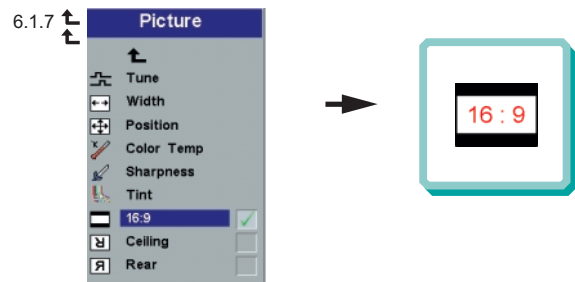 6.1.7
Picture
Tune
Width
Position
Color Temp
Sharpness
Tint
16:9
Ceiling
Rear
16 : 9